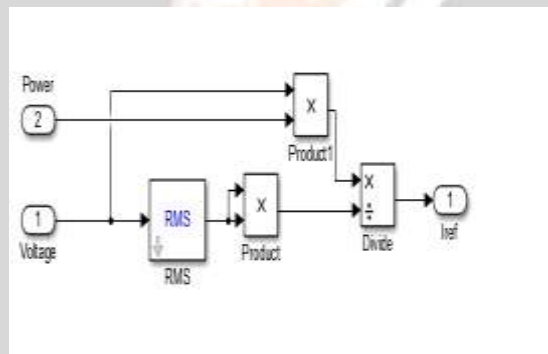 Power
2
X
Product1
1
Voltage
RMS
RMS
X
Product
X
÷
Divide
1
Iref